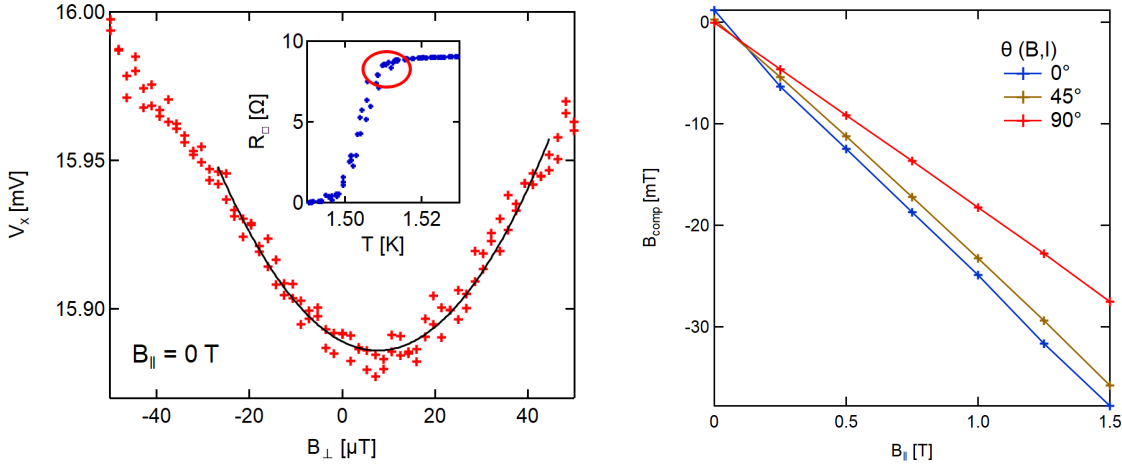 16.00
15.95
15.90
V_x [mV]
-40 -20 0 20 40
B_⊥ [µT]
B_∥ = 0 T
10
5
0
R_□ [Ω]
1.50 1.52
T [K]
0
-10
-20
-30
B_comp [mT]
0 0.5 1.0 1.5
B_∥ [T]
θ (B,I)
0°
45°
90°